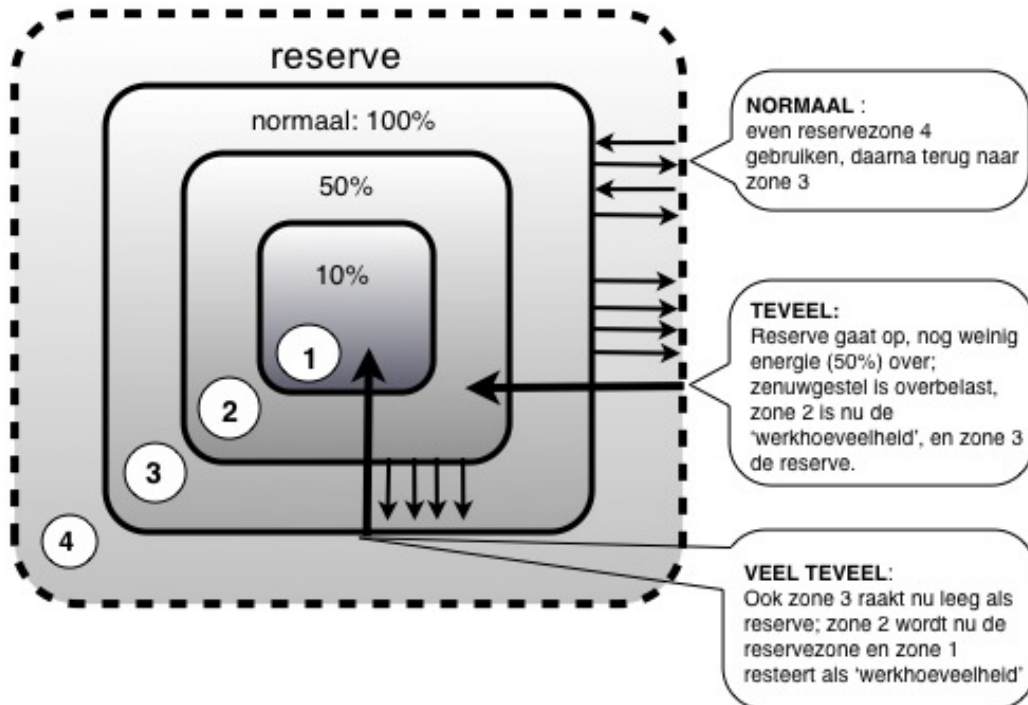 reserve
normaal: 100%
50%
10%
1
2
3
4
NORMAAL :
even reservezone 4
gebruiken, daarna terug naar
zone 3
TEVEEL:
Reserve gaat op, nog weinig
energie (50%) over;
zenuwgestel is overbelast,
zone 2 is nu de
‘werkhoeveelheid’, en zone 3
de reserve.
VEEL TEVEEL:
Ook zone 3 raakt nu leeg als
reserve; zone 2 wordt nu de
reservezone en zone 1
resteert als ‘werkhoeveelheid’